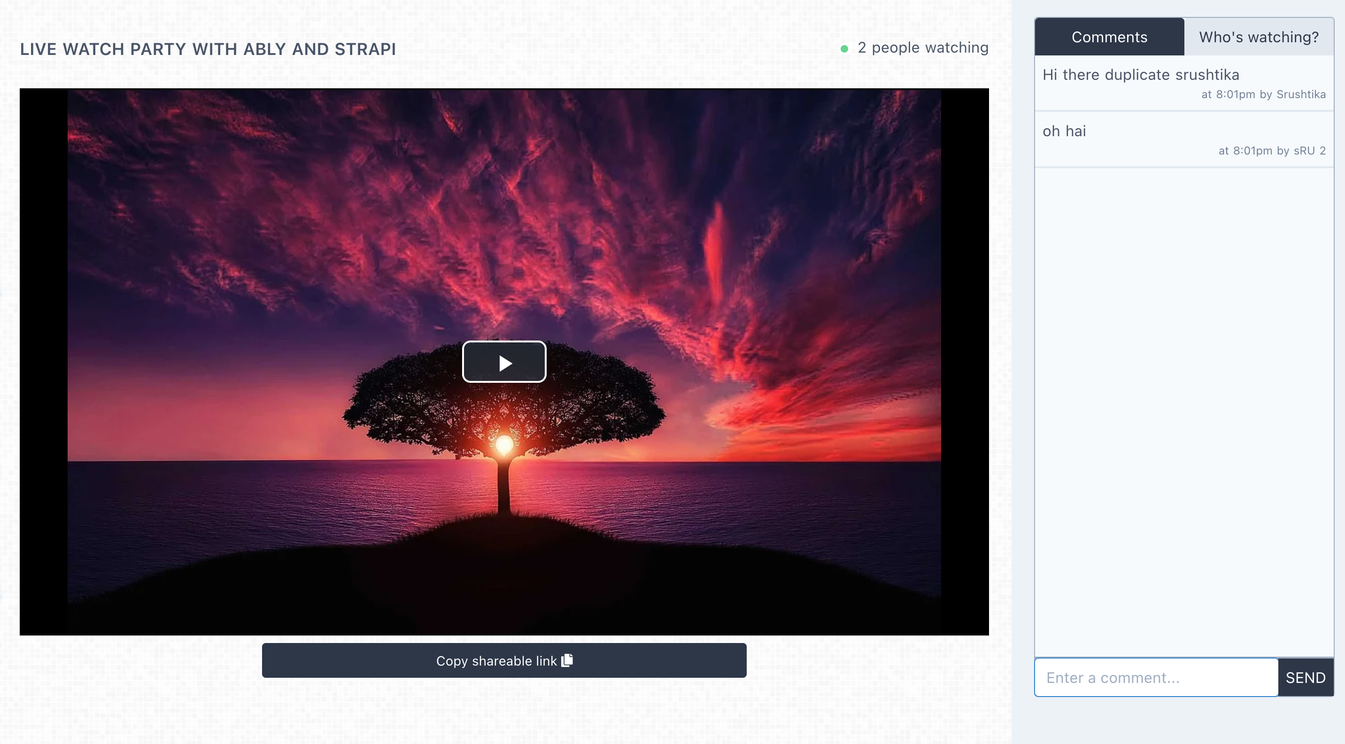 LIVE WATCH PARTY WITH ABLY AND STRAPI
2 people watching
Copy shareable link
Comments
Who's watching?
Hi there duplicate srushtika
at 8:01pm by Srushtika
oh hai
at 8:01pm by sRU 2
Enter a comment...
SEND